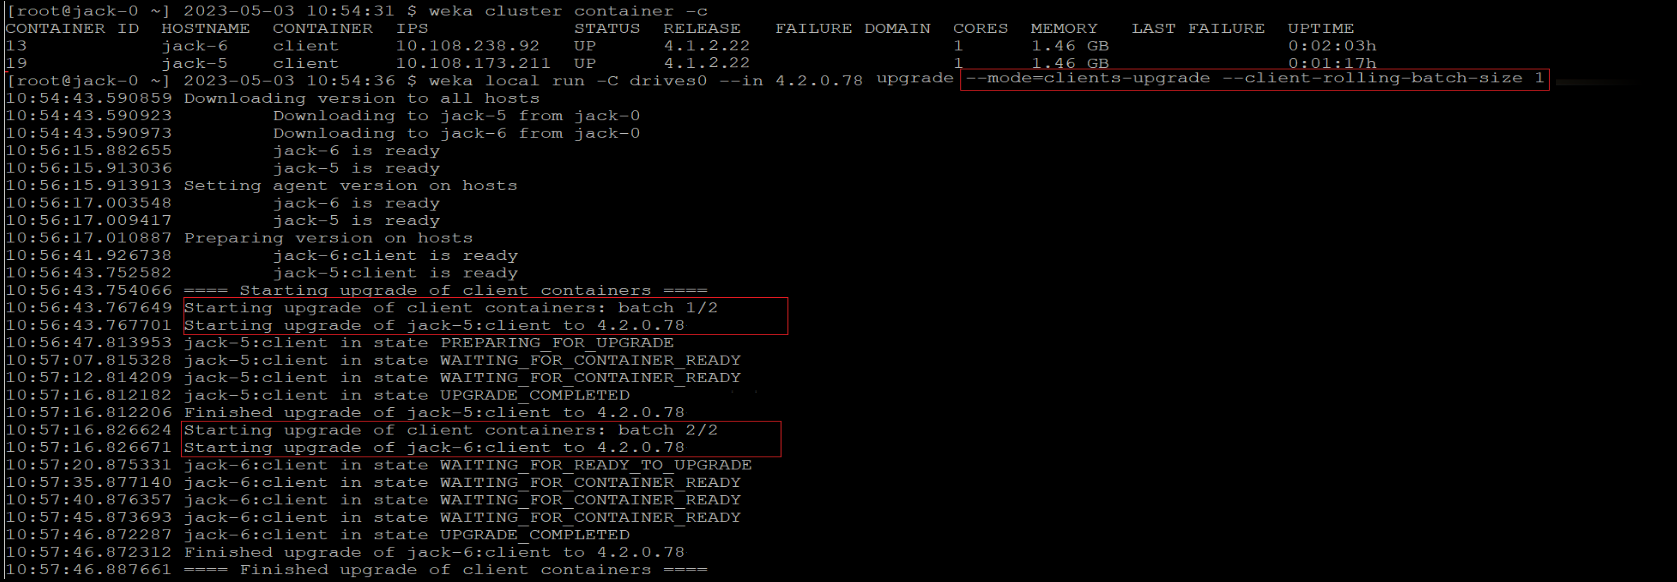 [root@jack-0 ~] 2023-05-03 10:54:31 $ weka cluster container -c
CONTAINER ID  HOSTNAME  CONTAINER  IPS             STATUS  RELEASE   FAILURE DOMAIN  CORES  MEMORY   LAST FAILURE  UPTIME
13            jack-6    client     10.108.238.92   UP      4.1.2.22                  1      1.46 GB                0:02:03h
19            jack-5    client     10.108.173.211  UP      4.1.2.22                  1      1.46 GB                0:01:17h
[root@jack-0 ~] 2023-05-03 10:54:36 $ weka local run -C drives0 --in 4.2.0.78 upgrade --mode=clients-upgrade --client-rolling-batch-size 1
10:54:43.590859 Downloading version to all hosts
10:54:43.590923         Downloading to jack-5 from jack-0
10:54:43.590973         Downloading to jack-6 from jack-0
10:56:15.882655         jack-6 is ready
10:56:15.913036         jack-5 is ready
10:56:15.913913 Setting agent version on hosts
10:56:17.003548         jack-6 is ready
10:56:17.009417         jack-5 is ready
10:56:17.010887 Preparing version on hosts
10:56:41.926738         jack-6:client is ready
10:56:43.752582         jack-5:client is ready
10:56:43.754066 ==== Starting upgrade of client containers ====
10:56:43.767649 Starting upgrade of client containers: batch 1/2
10:56:43.767701 Starting upgrade of jack-5:client to 4.2.0.78
10:56:47.813953 jack-5:client in state PREPARING_FOR_UPGRADE
10:57:07.815328 jack-5:client in state WAITING_FOR_CONTAINER_READY
10:57:12.814209 jack-5:client in state WAITING_FOR_CONTAINER_READY
10:57:16.812182 jack-5:client in state UPGRADE_COMPLETED
10:57:16.812206 Finished upgrade of jack-5:client to 4.2.0.78
10:57:16.826624 Starting upgrade of client containers: batch 2/2
10:57:16.826671 Starting upgrade of jack-6:client to 4.2.0.78
10:57:20.875331 jack-6:client in state WAITING_FOR_READY_TO_UPGRADE
10:57:35.877140 jack-6:client in state WAITING_FOR_CONTAINER_READY
10:57:40.876357 jack-6:client in state WAITING_FOR_CONTAINER_READY
10:57:45.873693 jack-6:client in state WAITING_FOR_CONTAINER_READY
10:57:46.872287 jack-6:client in state UPGRADE_COMPLETED
10:57:46.872312 Finished upgrade of jack-6:client to 4.2.0.78
10:57:46.887661 ==== Finished upgrade of client containers ====